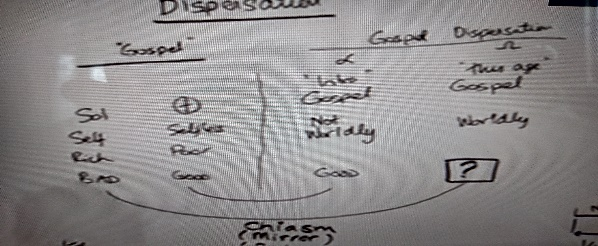 Dispensation
"Gospel" Gospel Dispensation
α Ω
"Into" "This age"
Gospel Gospel
Sol ⊕
Self Selfless Not Worldly Worldly
Rich Poor
BAD Good Good ?
Chiasm
(Mirror)